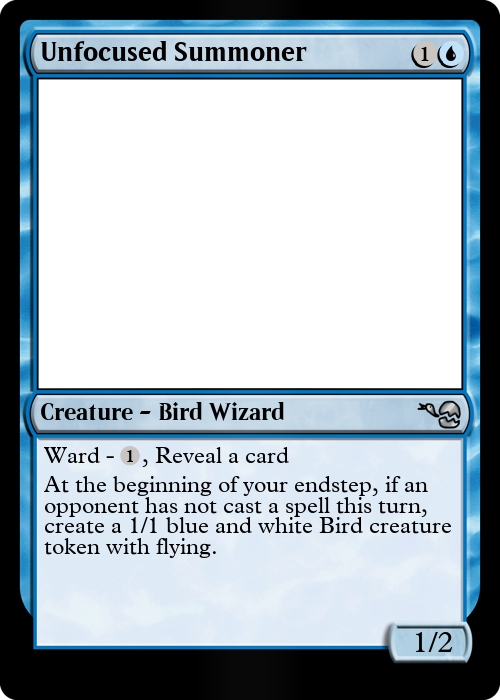 Unfocused Summoner 1
Creature – Bird Wizard
Ward - 1, Reveal a card
At the beginning of your endstep, if an
opponent has not cast a spell this turn,
create a 1/1 blue and white Bird creature
token with flying.
1/2